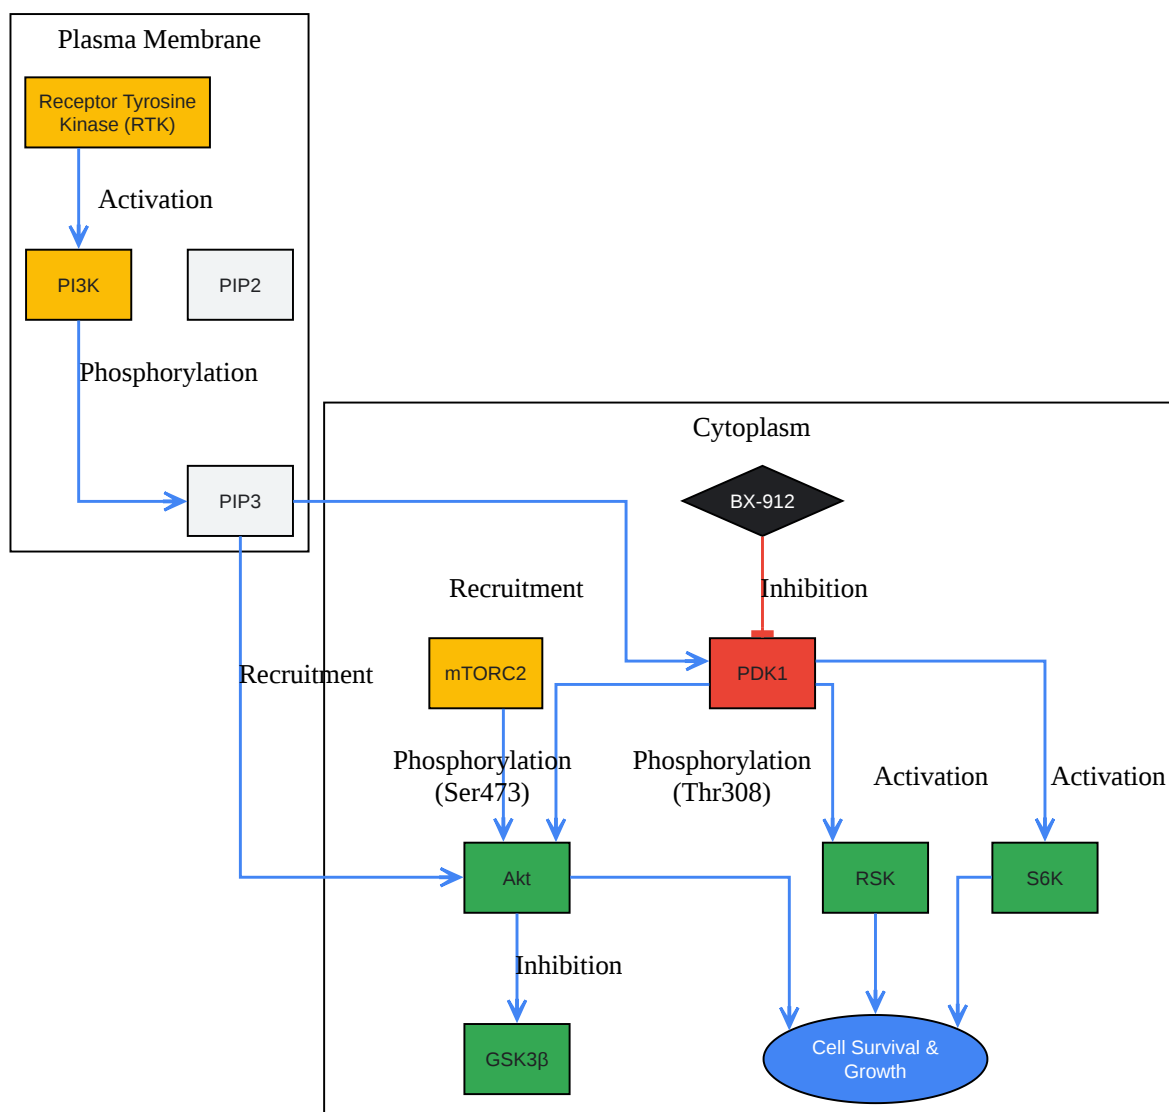 Plasma Membrane
Receptor Tyrosine
Kinase (RTK)
Activation
PI3K
PIP2
Phosphorylation
Cytoplasm
PIP3
BX-912
Recruitment
Inhibition
Recruitment
mTORC2
PDK1
Phosphorylation
(Ser473)
Phosphorylation
(Thr308)
Activation
Activation
Akt
RSK
S6K
Inhibition
GSK3β
Cell Survival &
Growth